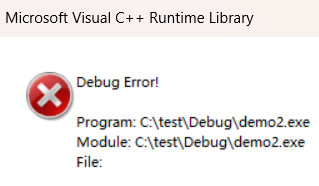 Microsoft Visual C++ Runtime Library
Debug Error!
Program: C:\test\Debug\demo2.exe
Module: C:\test\Debug\demo2.exe
File: